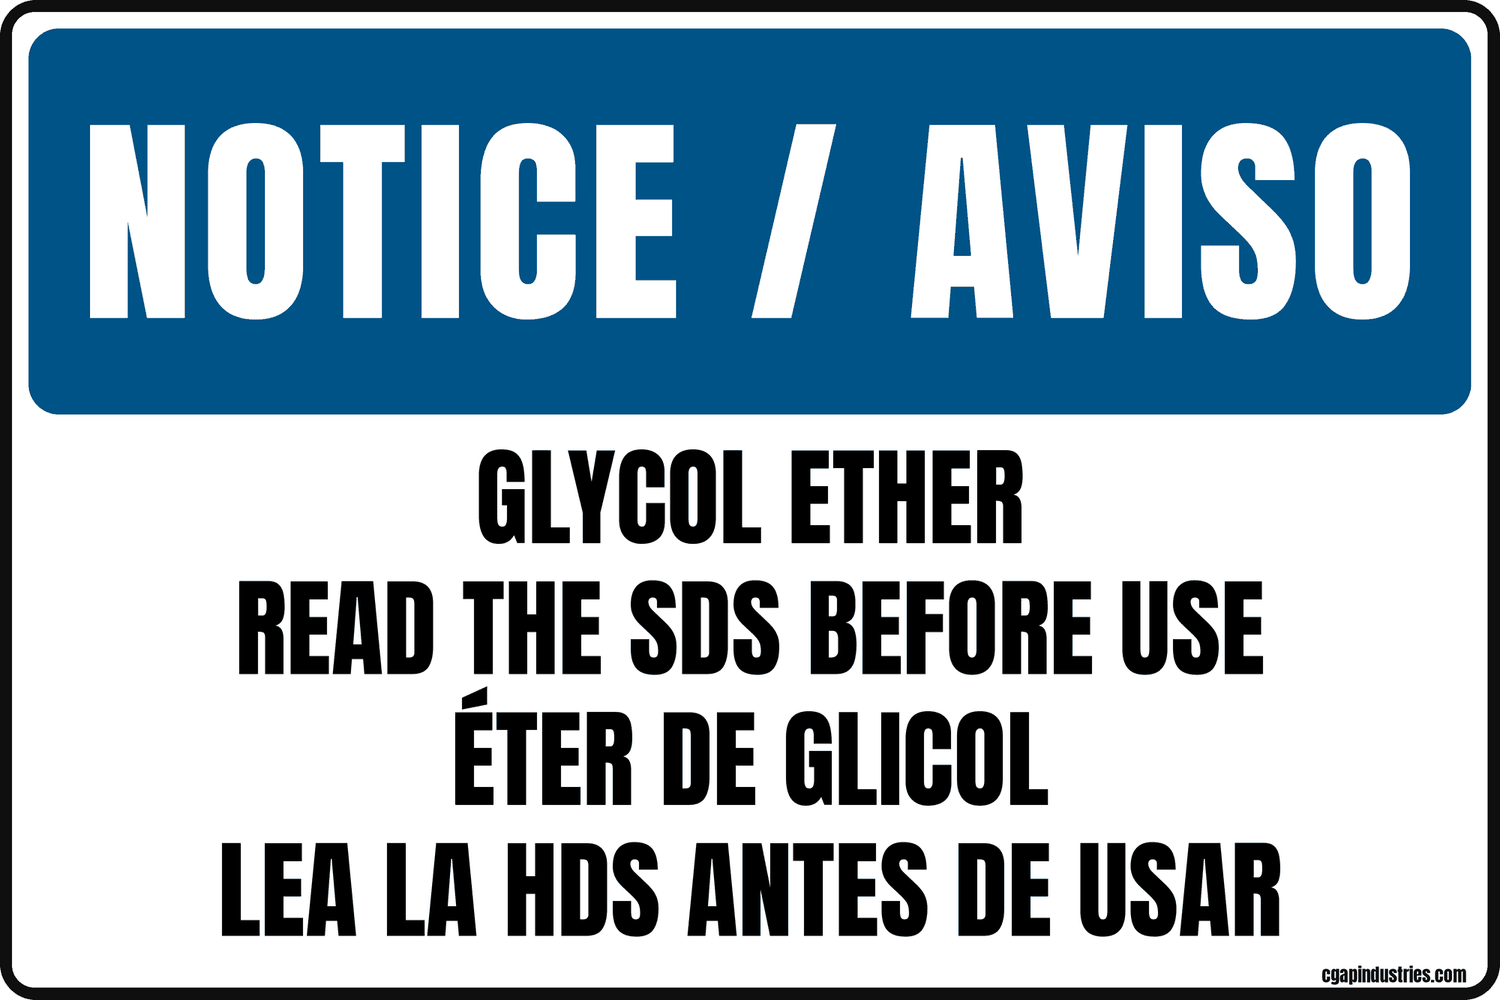 NOTICE / AVISO
GLYCOL ETHER
READ THE SDS BEFORE USE
ÉTER DE GLICOL
LEA LA HDS ANTES DE USAR
cgapindustries.com